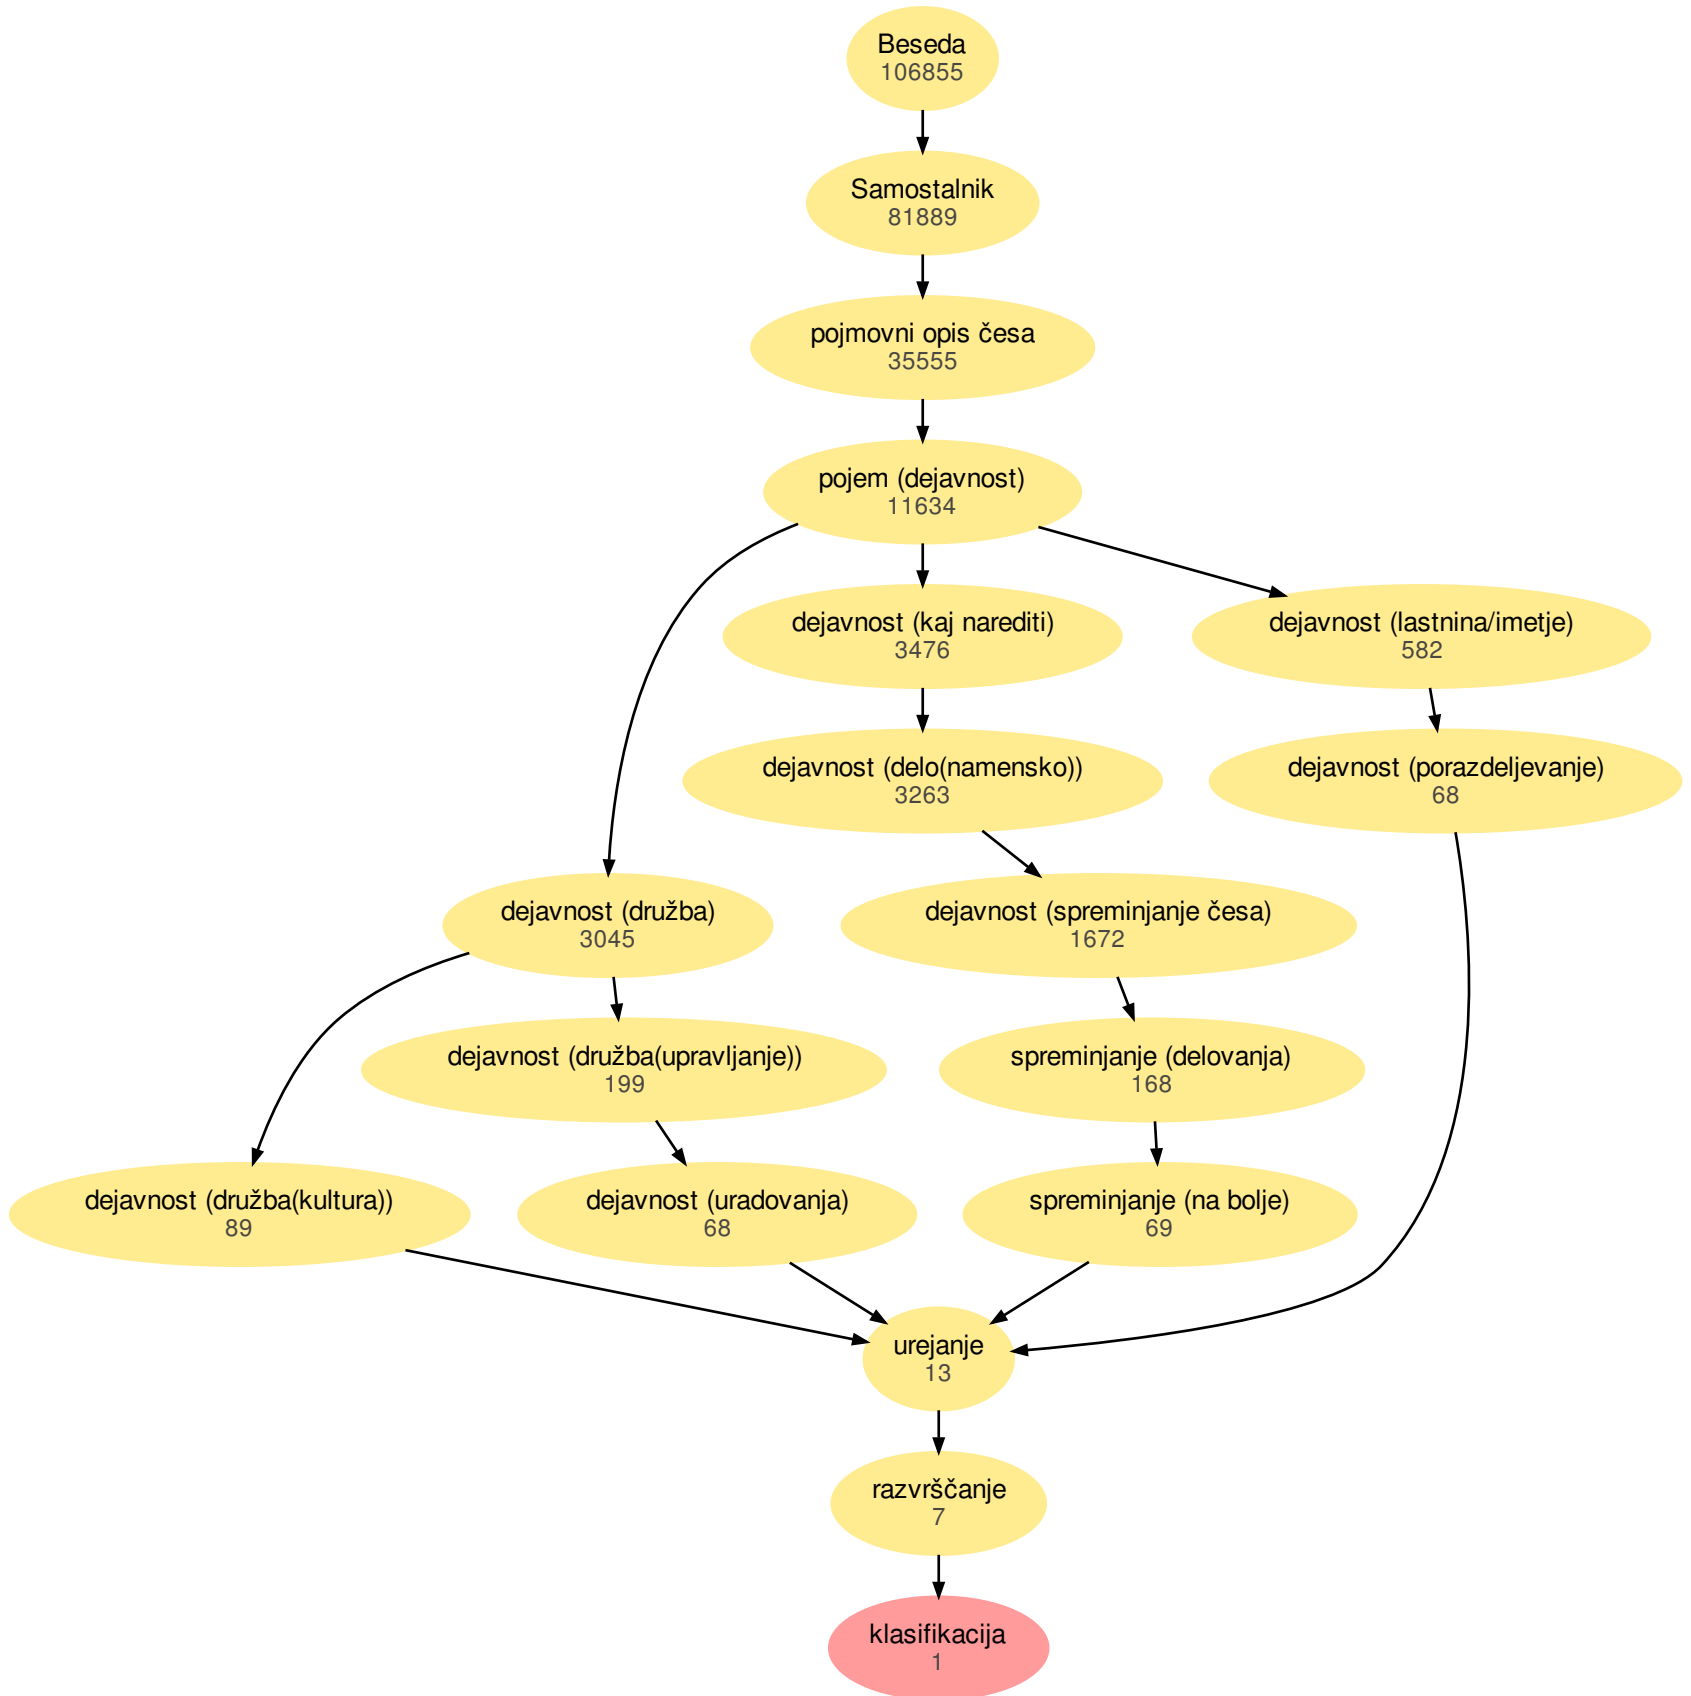 Beseda
106855
Samostalnik
81889
pojmovni opis česa
35555
pojem (dejavnost)
11634
dejavnost (kaj narediti)
3476
dejavnost (lastnina/imetje)
582
dejavnost (delo(namensko))
3263
dejavnost (porazdeljevanje)
68
dejavnost (družba)
3045
dejavnost (spreminjanje česa)
1672
dejavnost (družba(upravljanje))
199
spreminjanje (delovanja)
168
dejavnost (družba(kultura))
89
dejavnost (uradovanja)
68
spreminjanje (na bolje)
69
urejanje
13
razvrščanje
7
klasifikacija
1